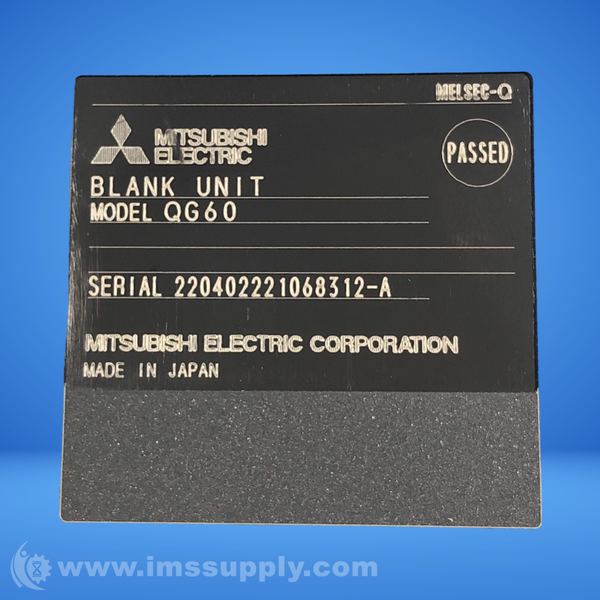 MELSEC-Q
MITSUBISHI
ELECTRIC
PASSED
BLANK UNIT
MODEL QG60
SERIAL 220402221068312-A
MITSUBISHI ELECTRIC CORPORATION
MADE IN JAPAN
www.imssupply.com